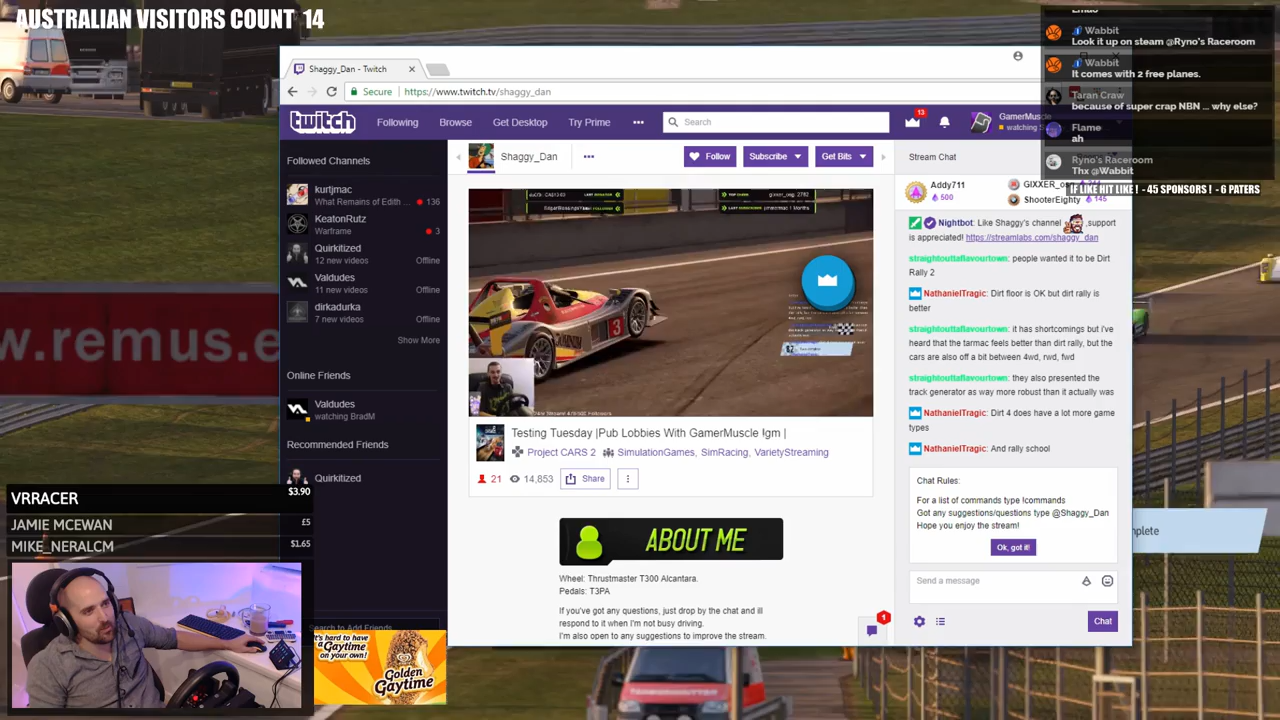 AUSTRALIAN VISITORS COUNT 14
Wabbit
Look it up on steam @Ryno's Raceroom
Wabbit
It comes with 2 free planes.
Taran Craw
because of super crap NBN ... why else?
Flame
ah
Ryno's Raceroom
Thx @Wabbit
IF LIKE HIT LIKE ! - 45 SPONSORS ! - 6 PATERS
Shaggy_Dan - Twitch
Secure
https://www.twitch.tv/shaggy_dan
twitch
Following
Browse
Get Desktop
Try Prime
Search
13
GamerMuscle
watching
Followed Channels
kurtjmac
What Remains of Edith ...
136
KeatonRutz
Warframe
3
Quirkitized
12 new videos
Offline
Valdudes
11 new videos
Offline
dirkadurka
7 new videos
Offline
Show More
Online Friends
Valdudes
watching BradM
Recommended Friends
Quirkitized
Search to Add Friends
Shaggy_Dan
Follow
Subscribe
Get Bits
3
Testing Tuesday |Pub Lobbies With GamerMuscle !gm |
Project CARS 2
SimulationGames, SimRacing, VarietyStreaming
21
14,853
Share
ABOUT ME
Wheel: Thrustmaster T300 Alcantara.
Pedals: T3PA
If you've got any questions, just drop by the chat and ill
respond to it when I'm not busy driving.
I'm also open to any suggestions to improve the stream.
1
Stream Chat
Addy711
500
ShooterEighty
145
Nightbot: Like Shaggy's channel ,support
is appreciated! https://streamlabs.com/shaggy_dan
straightouttaflavourtown: people wanted it to be Dirt
Rally 2
NathanielTragic: Dirt floor is OK but dirt rally is
better
straightouttaflavourtown: it has shortcomings but i've
heard that the tarmac feels better than dirt rally, but the
cars are also off a bit between 4wd, rwd, fwd
straightouttaflavourtown: they also presented the
track generator as way more robust than it actually was
NathanielTragic: Dirt 4 does have a lot more game
types
NathanielTragic: And rally school
Chat Rules:
For a list of commands type !commands
Got any suggestions/questions type @Shaggy_Dan
Hope you enjoy the stream!
Ok, got it!
Send a message
Chat
VRRACER
$3.90
JAMIE MCEWAN
£5
MIKE_NERALCM
$1.65
It's hard to have
a Gaytime
on your own!
Golden
Gaytime
w.remus.e